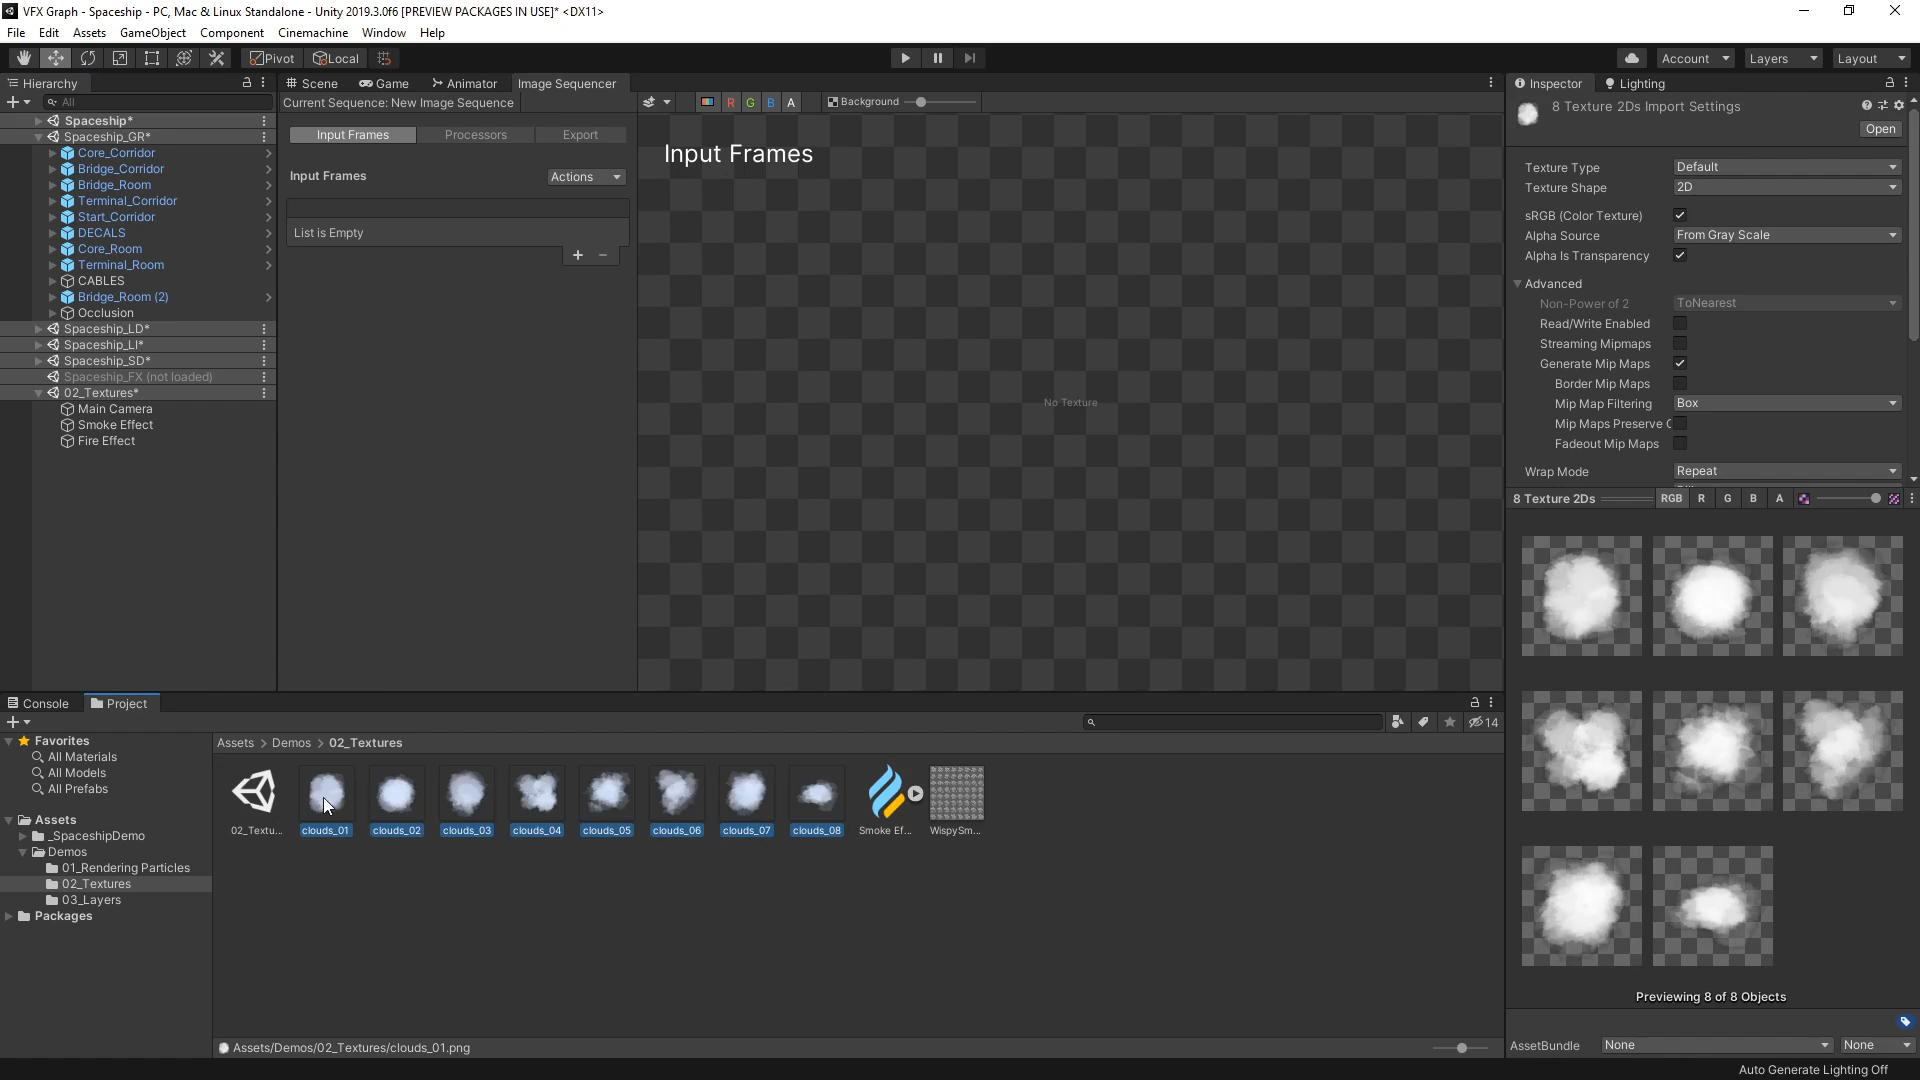 VFX Graph - Spaceship - PC, Mac & Linux Standalone - Unity 2019.3.0f6 [PREVIEW PACKAGES IN USE]* <DX11>
File Edit Assets GameObject Component Cinemachine Window Help
Pivot Local Account Layers Layout
Hierarchy
All
Spaceship*
Spaceship_GR*
Core_Corridor
Bridge_Corridor
Bridge_Room
Terminal_Corridor
Start_Corridor
DECALS
Core_Room
Terminal_Room
CABLES
Bridge_Room (2)
Occlusion
Spaceship_LD*
Spaceship_LI*
Spaceship_SD*
Spaceship_FX (not loaded)
02_Textures*
Main Camera
Smoke Effect
Fire Effect
Scene Game Animator Image Sequencer
Current Sequence: New Image Sequence
R G B A Background
Input Frames Processors Export
Input Frames Actions
List is Empty
+ −
Input Frames
No Texture
Inspector Lighting
8 Texture 2Ds Import Settings
Open
Texture Type Default
Texture Shape 2D
sRGB (Color Texture)
Alpha Source From Gray Scale
Alpha Is Transparency
Advanced
Non-Power of 2 ToNearest
Read/Write Enabled
Streaming Mipmaps
Generate Mip Maps
Border Mip Maps
Mip Map Filtering Box
Mip Maps Preserve C
Fadeout Mip Maps
Wrap Mode Repeat
8 Texture 2Ds RGB R G B A
Previewing 8 of 8 Objects
AssetBundle None None
Auto Generate Lighting Off
Console Project
14
Favorites
All Materials
All Models
All Prefabs
Assets
_SpaceshipDemo
Demos
01_Rendering Particles
02_Textures
03_Layers
Packages
Assets > Demos > 02_Textures
02_Textu... clouds_01 clouds_02 clouds_03 clouds_04 clouds_05 clouds_06 clouds_07 clouds_08 Smoke Ef... WispySm...
Assets/Demos/02_Textures/clouds_01.png